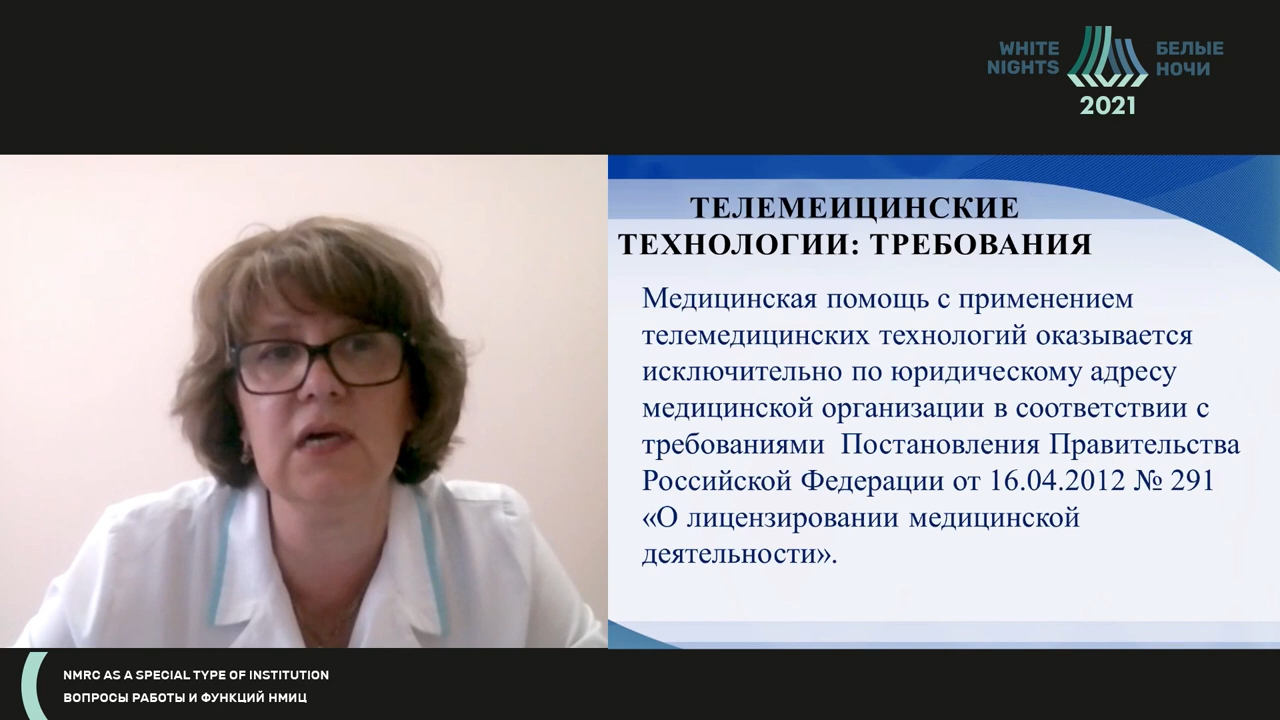 WHITE NIGHTS
БЕЛЫЕ НОЧИ
2021
ТЕЛЕМЕИЦИНСКИЕ
ТЕХНОЛОГИИ: ТРЕБОВАНИЯ
Медицинская помощь с применением
телемедицинских технологий оказывается
исключительно по юридическому адресу
медицинской организации в соответствии с
требованиями Постановления Правительства
Российской Федерации от 16.04.2012 № 291
«О лицензировании медицинской
деятельности».
NMRC AS A SPECIAL TYPE OF INSTITUTION
ВОПРОСЫ РАБОТЫ И ФУНКЦИЙ НМИЦ